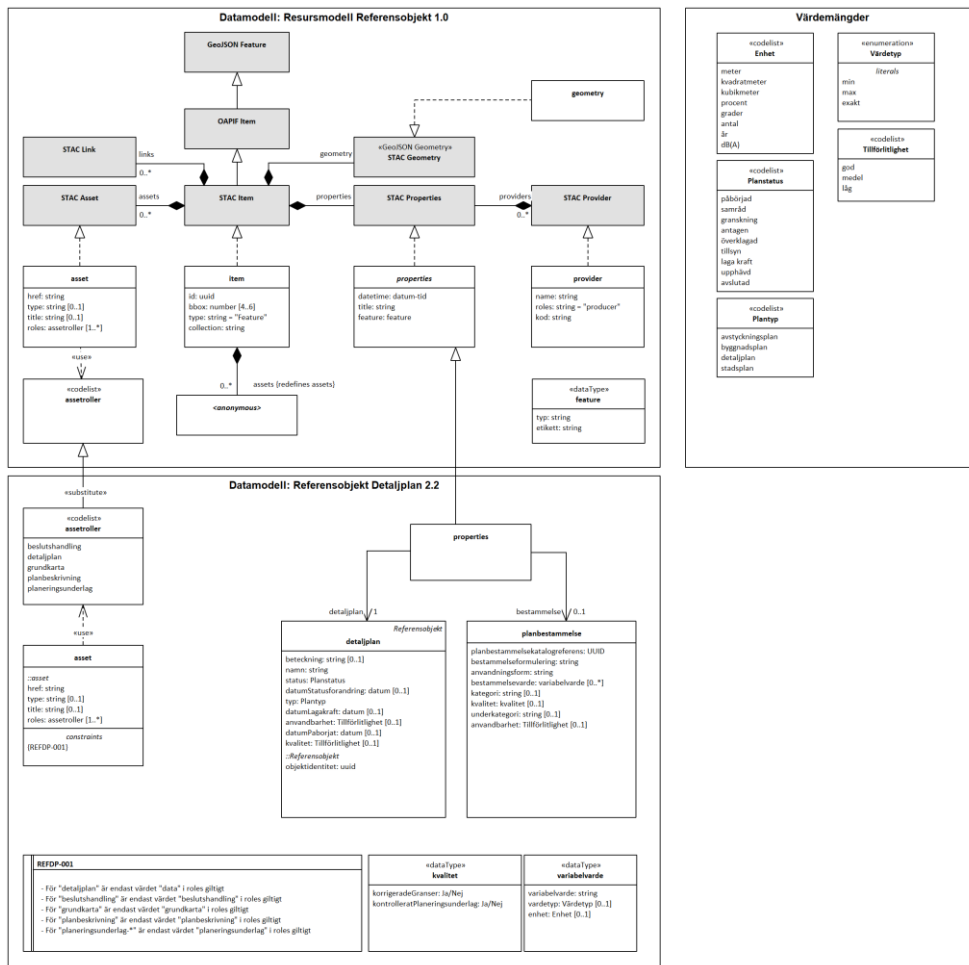 Datamodell: Resursmodell Referensobjekt 1.0
GeoJSON Feature
OAPIF Item
geometry
STAC Link
links
0..*
geometry
«GeoJSON Geometry»
STAC Geometry
STAC Asset
assets
0..*
STAC Item
properties
STAC Properties
providers
0..*
STAC Provider
asset
href: string
type: string [0..1]
title: string [0..1]
roles: assetroller [1..*]
item
id: uuid
bbox: number [4..6]
type: string = "Feature"
collection: string
properties
datetime: datum-tid
title: string
feature: feature
provider
name: string
roles: string = "producer"
kod: string
«use»
«codelist»
assetroller
0..*
assets {redefines assets}
<anonymous>
«dataType»
feature
typ: string
etikett: string
Värdemängder
«codelist»
Enhet
meter
kvadratmeter
kubikmeter
procent
grader
antal
år
dB(A)
«enumeration»
Värdetyp
literals
min
max
exakt
«codelist»
Tillförlitlighet
god
medel
låg
«codelist»
Planstatus
påbörjad
samråd
granskning
antagen
överklagad
tillsyn
laga kraft
upphävd
avslutad
«codelist»
Plantyp
avstyckningsplan
byggnadsplan
detaljplan
stadsplan
Datamodell: Referensobjekt Detaljplan 2.2
«substitute»
«codelist»
assetroller
beslutshandling
detaljplan
grundkarta
planbeskrivning
planeringsunderlag
«use»
asset
::asset
href: string
type: string [0..1]
title: string [0..1]
roles: assetroller [1..*]
constraints
{REFDP-001}
properties
detaljplan
1
bestammelse
0..1
Referensobjekt
detaljplan
beteckning: string [0..1]
namn: string
status: Planstatus
datumStatusforandring: datum [0..1]
typ: Plantyp
datumLagakraft: datum [0..1]
anvandbarhet: Tillförlitlighet [0..1]
datumPaborjat: datum [0..1]
kvalitet: Tillförlitlighet [0..1]
::Referensobjekt
objektidentitet: uuid
planbestammelse
planbestammelsekatalogreferens: UUID
bestammelseformulering: string
anvandningsform: string
bestammelsevarde: variabelvarde [0..*]
kategori: string [0..1]
kvalitet: kvalitet [0..1]
underkategori: string [0..1]
anvandbarhet: Tillförlitlighet [0..1]
REFDP-001
- För "detaljplan" är endast värdet "data" i roles giltigt
- För "beslutshandling" är endast värdet "beslutshandling" i roles giltigt
- För "grundkarta" är endast värdet "grundkarta" i roles giltigt
- För "planbeskrivning" är endast värdet "planbeskrivning" i roles giltigt
- För "planeringsunderlag-*" är endast värdet "planeringsunderlag" i roles giltigt
«dataType»
kvalitet
korrigeradeGranser: Ja/Nej
kontrolleratPlaneringsunderlag: Ja/Nej
«dataType»
variabelvarde
variabelvarde: string
vardetyp: Värdetyp [0..1]
enhet: Enhet [0..1]